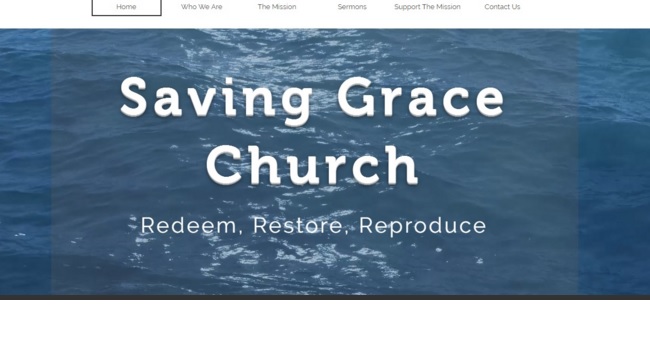 Home Who We Are The Mission Sermons Support The Mission Contact Us
Saving Grace
Church
Redeem, Restore, Reproduce